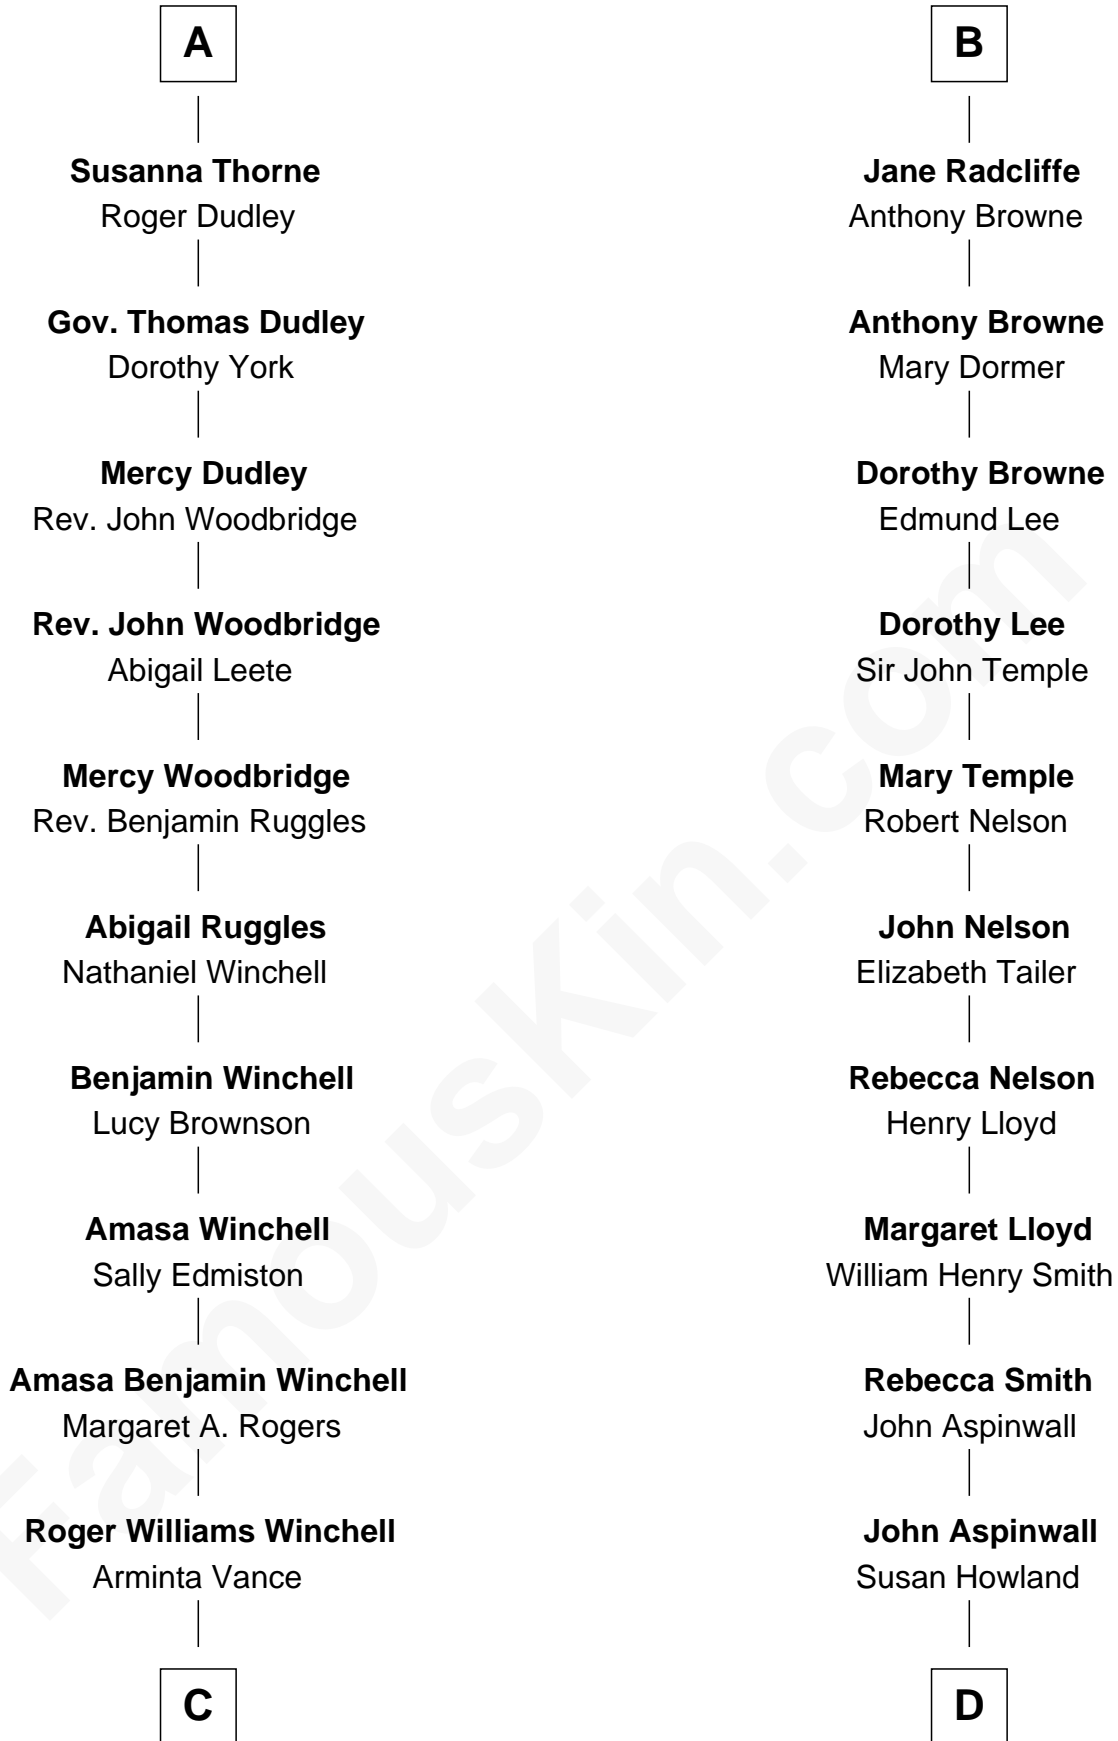 A
Susanna Thorne
Roger Dudley
Gov. Thomas Dudley
Dorothy York
Mercy Dudley
Rev. John Woodbridge
Rev. John Woodbridge
Abigail Leete
Mercy Woodbridge
Rev. Benjamin Ruggles
Abigail Ruggles
Nathaniel Winchell
Benjamin Winchell
Lucy Brownson
Amasa Winchell
Sally Edmiston
Amasa Benjamin Winchell
Margaret A. Rogers
Roger Williams Winchell
Arminta Vance
C
B
Jane Radcliffe
Anthony Browne
Anthony Browne
Mary Dormer
Dorothy Browne
Edmund Lee
Dorothy Lee
Sir John Temple
Mary Temple
Robert Nelson
John Nelson
Elizabeth Tailer
Rebecca Nelson
Henry Lloyd
Margaret Lloyd
William Henry Smith
Rebecca Smith
John Aspinwall
John Aspinwall
Susan Howland
D
FamousKin.com